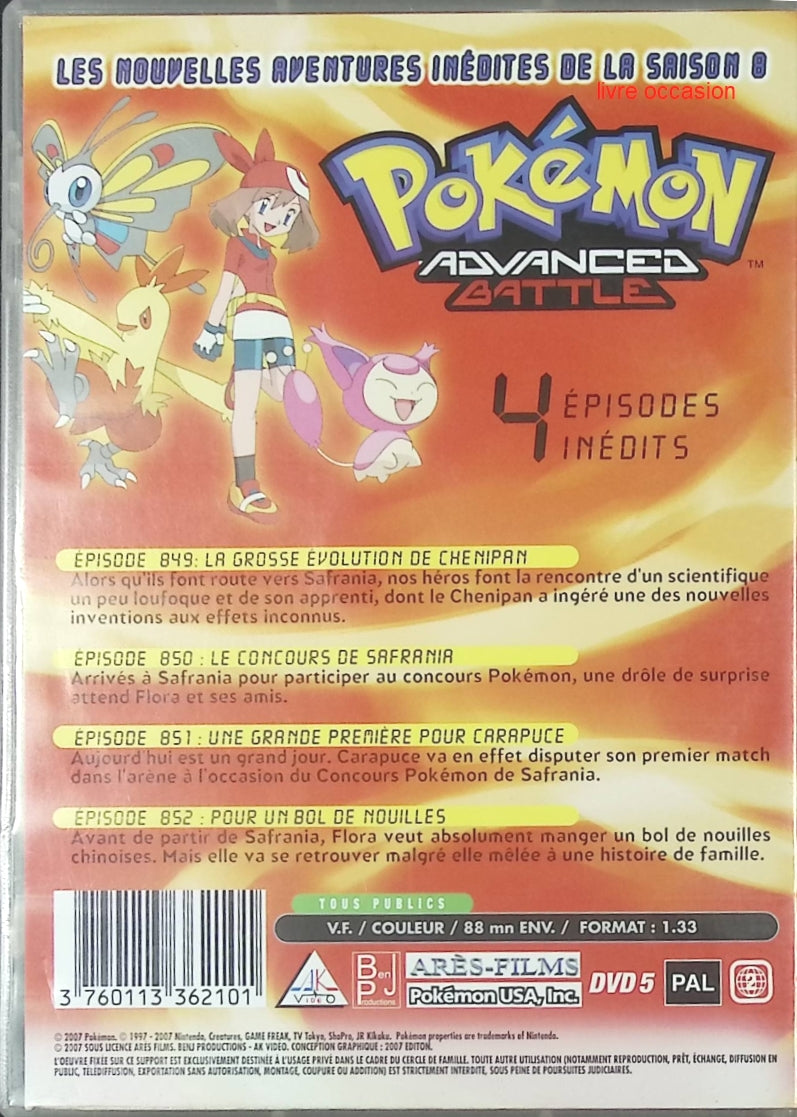 LES NOUVELLES AVENTURES INÉDITES DE LA SAISON 8
livre occasion
POKéMON
ADVANCED
BATTLE
TM
4 ÉPISODES
INÉDITS
ÉPISODE 849: LA GROSSE ÉVOLUTION DE CHENIPAN
Alors qu'ils font route vers Safrania, nos héros font la rencontre d'un scientifique
un peu loufoque et de son apprenti, dont le Chenipan a ingéré une des nouvelles
inventions aux effets inconnus.
ÉPISODE 850 : LE CONCOURS DE SAFRANIA
Arrivés à Safrania pour participer au concours Pokémon, une drôle de surprise
attend Flora et ses amis.
ÉPISODE 851 : UNE GRANDE PREMIÈRE POUR CARAPUCE
Aujourd'hui est un grand jour. Carapuce va en effet disputer son premier match
dans l'arène à l'occasion du Concours Pokémon de Safrania.
ÉPISODE 852 : POUR UN BOL DE NOUILLES
Avant de partir de Safrania, Flora veut absolument manger un bol de nouilles
chinoises. Mais elle va se retrouver malgré elle mêlée à une histoire de famille.
TOUS PUBLICS
V.F. / COULEUR / 88 mn ENV. / FORMAT : 1.33
3 760113 362101
AK VIDEO
B en P J Productions
ARÈS-FILMS
Pokémon USA, Inc.
DVD 5
PAL
2
© 2007 Pokémon. © 1997 - 2007 Nintendo, Creatures, GAME FREAK, TV Tokyo, ShoPro, JR Kikaku. Pokémon properties are trademarks of Nintendo.
© 2007 SOUS LICENCE ARES FILMS. BENJ PRODUCTIONS - AK VIDEO. CONCEPTION GRAPHIQUE : 2007 EDITON.
L'OEUVRE FIXEE SUR CE SUPPORT EST EXCLUSIVEMENT DESTINÉE À L'USAGE PRIVÉ DANS LE CADRE DU CERCLE DE FAMILLE. TOUTE AUTRE UTILISATION (NOTAMMENT REPRODUCTION, PRÊT, ÉCHANGE, DIFFUSION EN
PUBLIC, TELEDIFFUSION, EXPORTATION SANS AUTORISATION, MONTAGE, COUPURE OU ADDITION) EST STRICTEMENT INTERDITE, SOUS PEINE DE POURSUITES JUDICIAIRES.